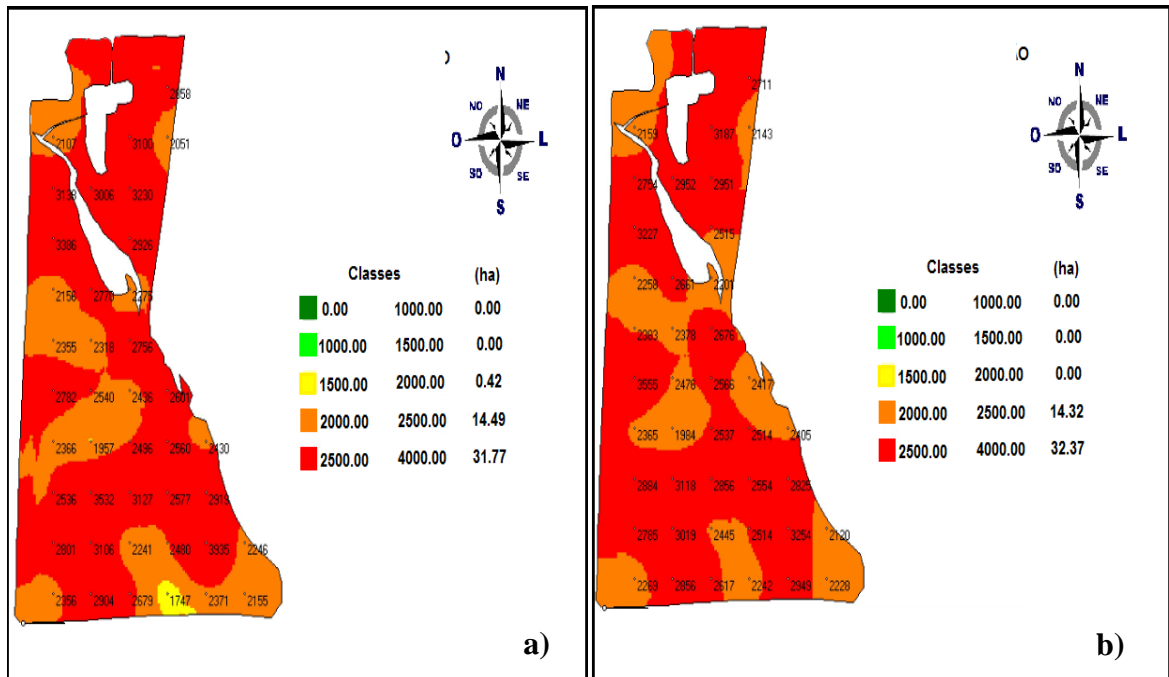 O
N
NO NE
O L
SO SE
S
2858
2107 3100 2051
3138 3006 3230
3386 2926
2158 2770 2275
2355 2318 2756
2782 2540 2436 2601
2366 1957 2496 2560 2430
2536 3532 3127 2577 2919
2801 3106 2241 2480 3935 2246
2356 2904 2679 1747 2371 2155
Classes (ha)
0.00 1000.00 0.00
1000.00 1500.00 0.00
1500.00 2000.00 0.42
2000.00 2500.00 14.49
2500.00 4000.00 31.77
a)
AO
N
NO NE
O L
SO SE
S
2711
2159 3187 2143
2754 2952 2951
3227 2515
2258 2661 2201
2383 2378 2676
3555 2478 2566 2417
2365 1984 2537 2514 2405
2884 3118 2856 2554 2825
2785 3019 2445 2514 3254 2120
2269 2856 2617 2242 2949 2228
Classes (ha)
0.00 1000.00 0.00
1000.00 1500.00 0.00
1500.00 2000.00 0.00
2000.00 2500.00 14.32
2500.00 4000.00 32.37
b)